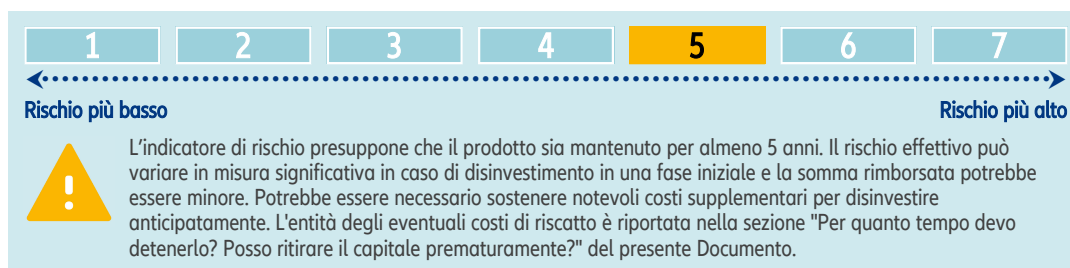 1 2 3 4 5 6 7
Rischio più basso Rischio più alto
L'indicatore di rischio presuppone che il prodotto sia mantenuto per almeno 5 anni. Il rischio effettivo può
variare in misura significativa in caso di disinvestimento in una fase iniziale e la somma rimborsata potrebbe
essere minore. Potrebbe essere necessario sostenere notevoli costi supplementari per disinvestire
anticipatamente. L'entità degli eventuali costi di riscatto è riportata nella sezione "Per quanto tempo devo
detenerlo? Posso ritirare il capitale prematuramente?" del presente Documento.